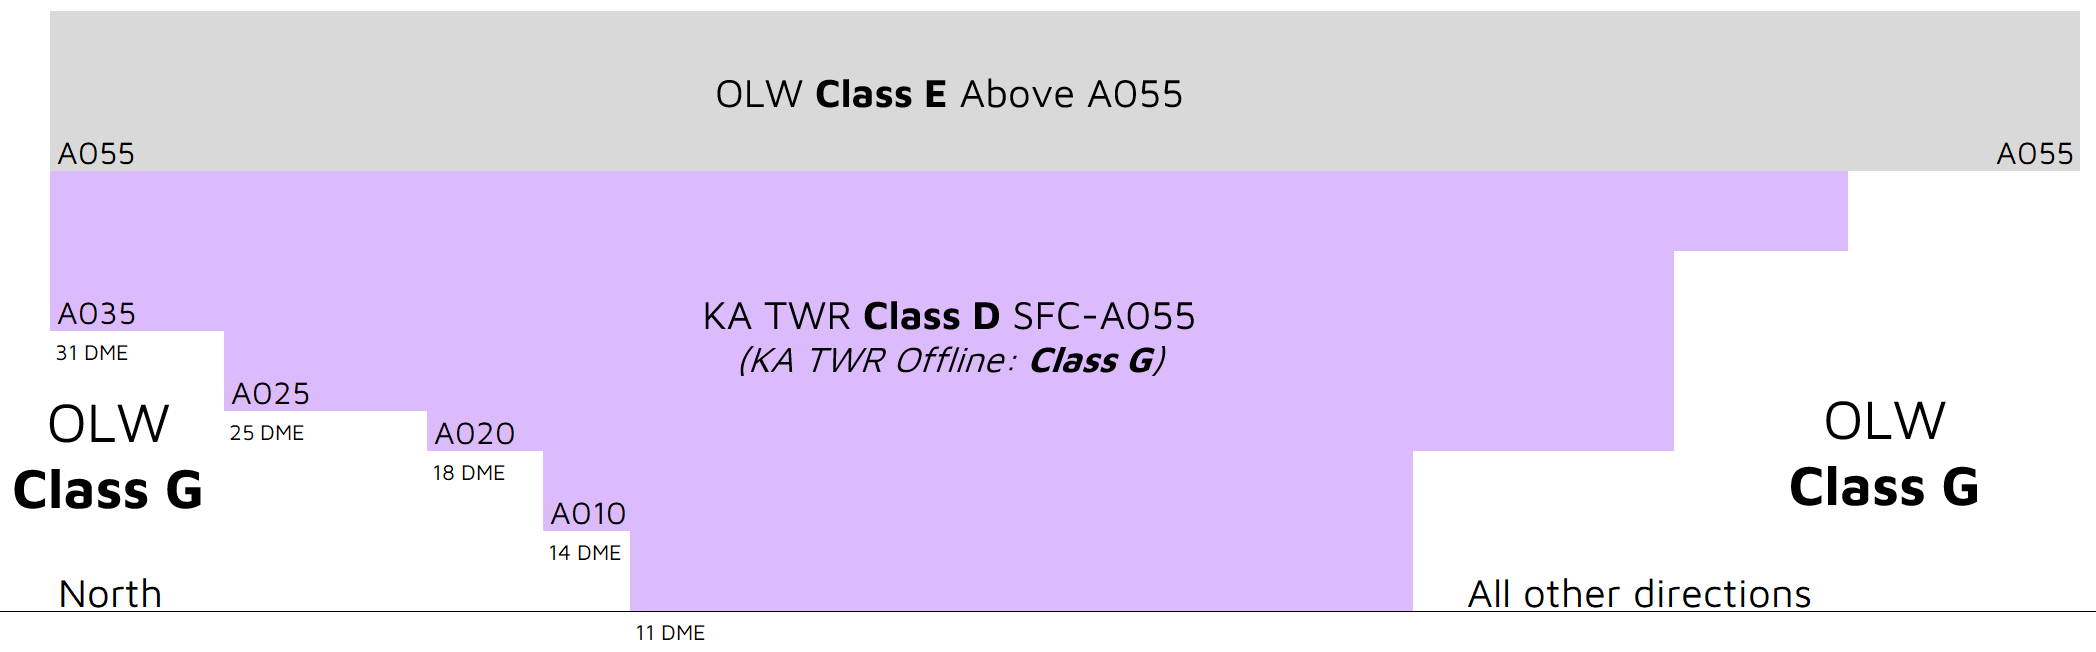 OLW Class E Above A055
A055
A055
KA TWR Class D SFC-A055
(KA TWR Offline: Class G)
A035
31 DME
A025
25 DME
A020
18 DME
A010
14 DME
11 DME
OLW
Class G
North
OLW
Class G
All other directions